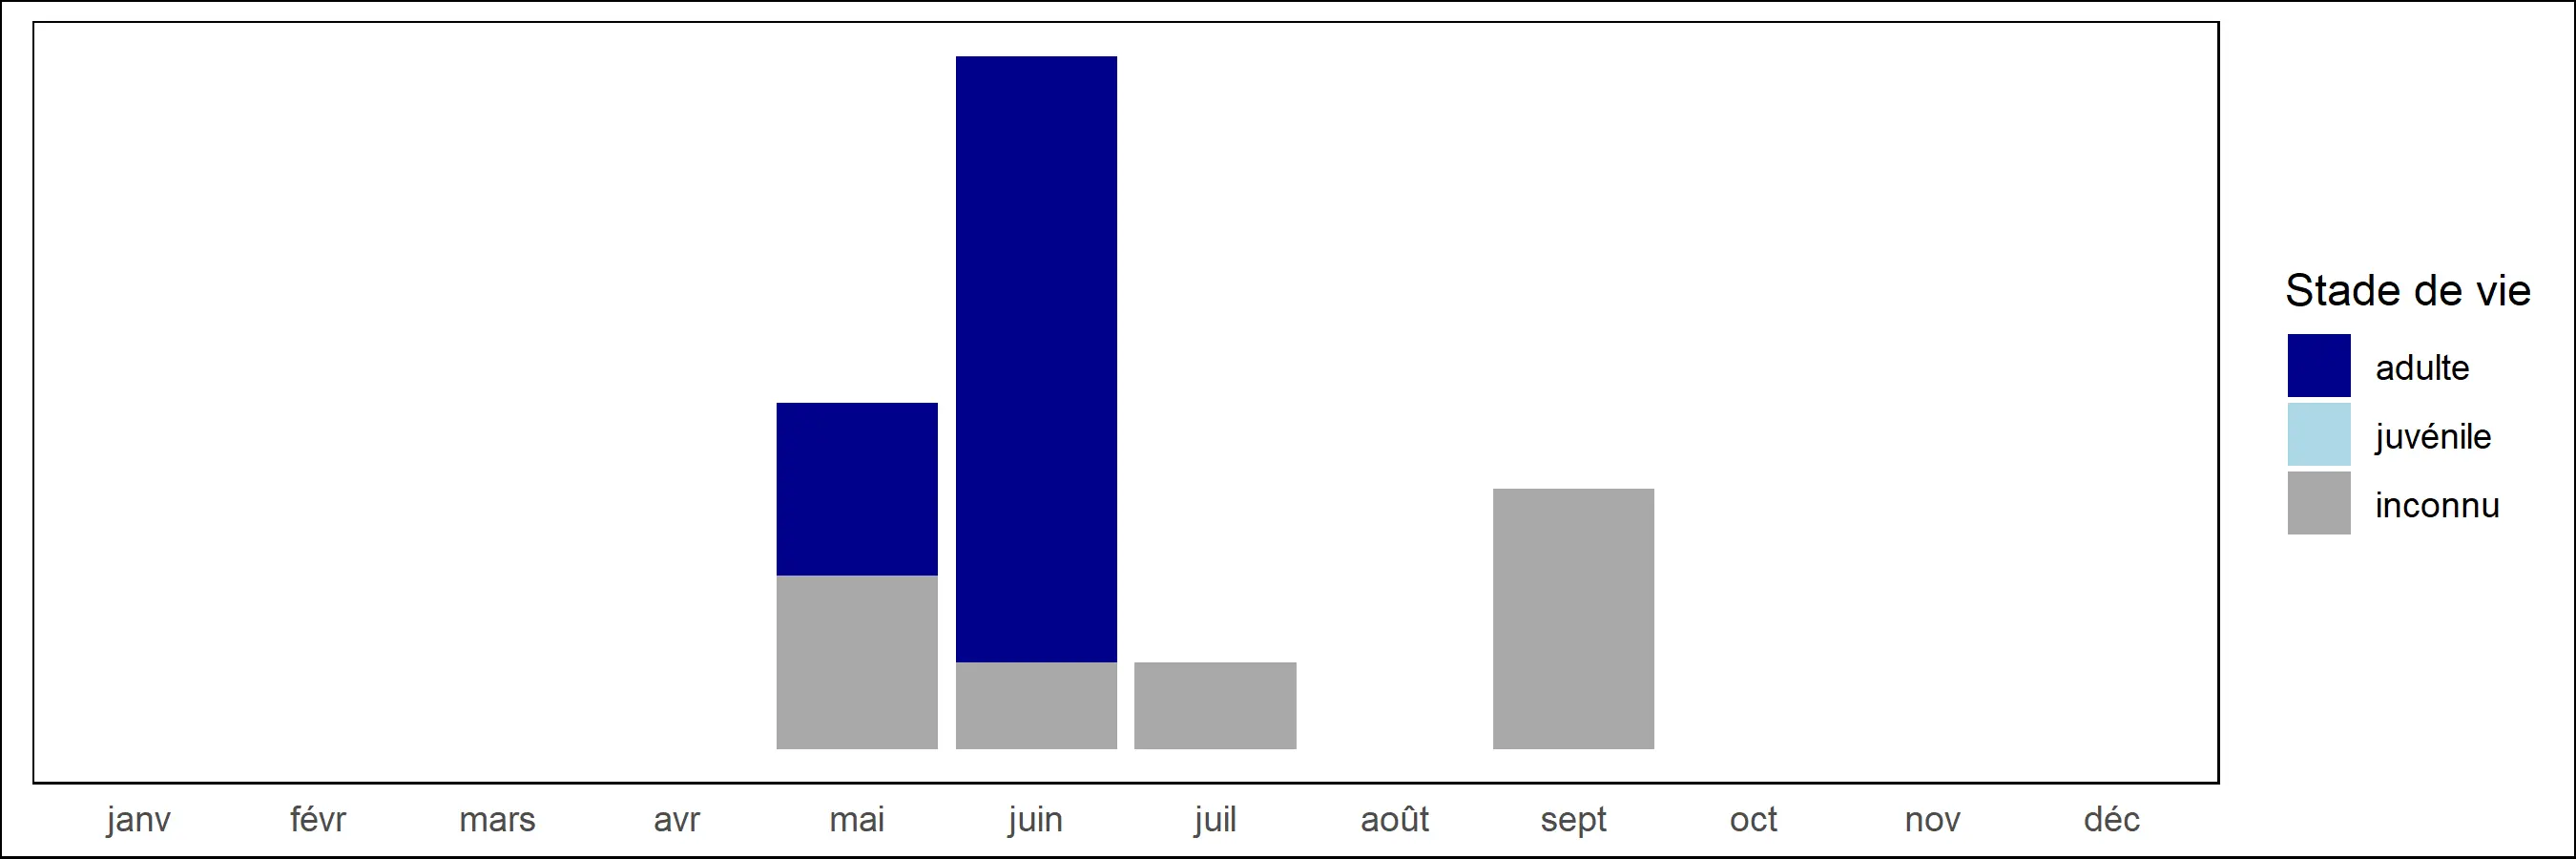 Stade de vie
adulte
juvénile
inconnu
janv févr mars avr mai juin juil août sept oct nov déc